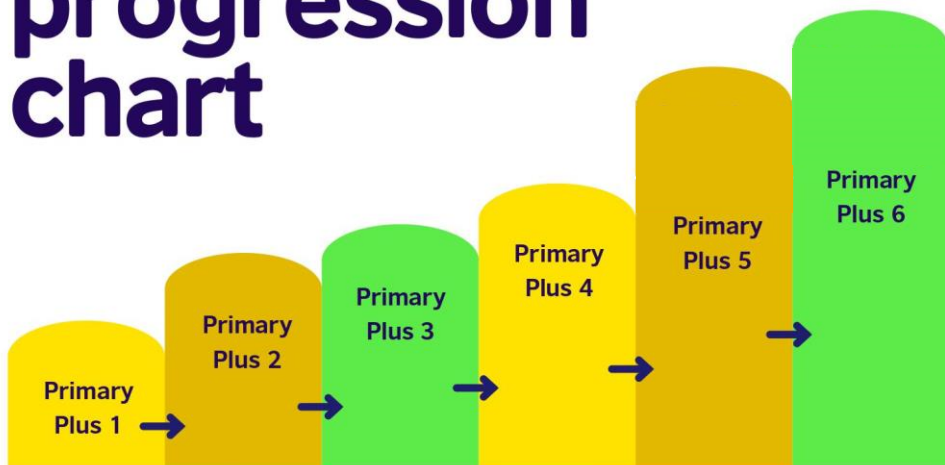 progression
chart
Primary
Plus 1
Primary
Plus 2
Primary
Plus 3
Primary
Plus 4
Primary
Plus 5
Primary
Plus 6